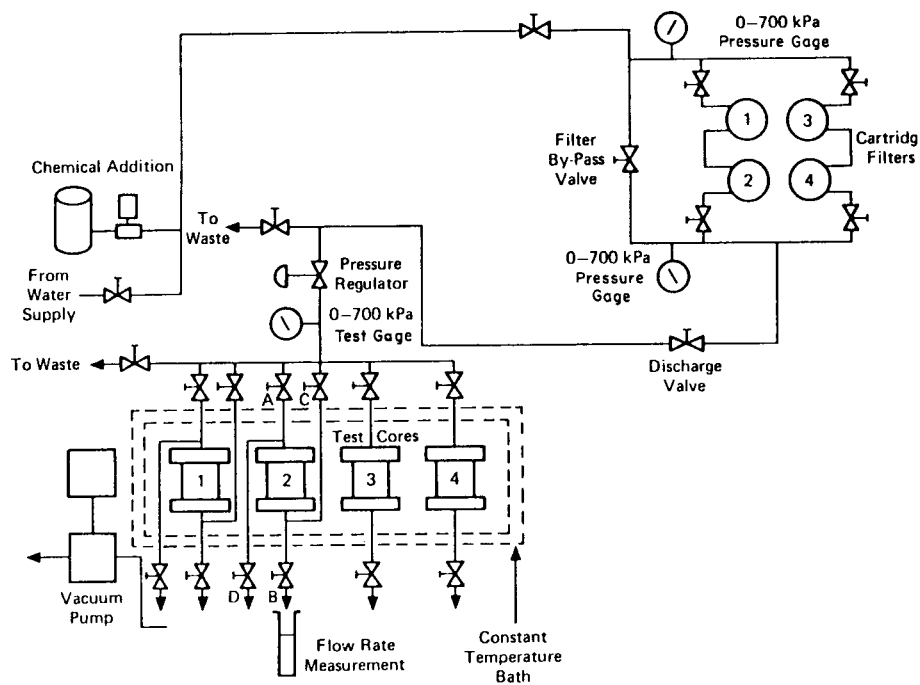 0–700 kPa
Pressure Gage
1
3
Filter
By-Pass
Valve
Cartridg
Filters
2
4
Chemical Addition
To
Waste
0–700 kPa
Pressure
Gage
From
Water
Supply
Pressure
Regulator
0–700 kPa
Test Gage
To Waste
Discharge
Valve
A
C
Test Cores
1
2
3
4
D
B
Vacuum
Pump
Flow Rate
Measurement
Constant
Temperature
Bath